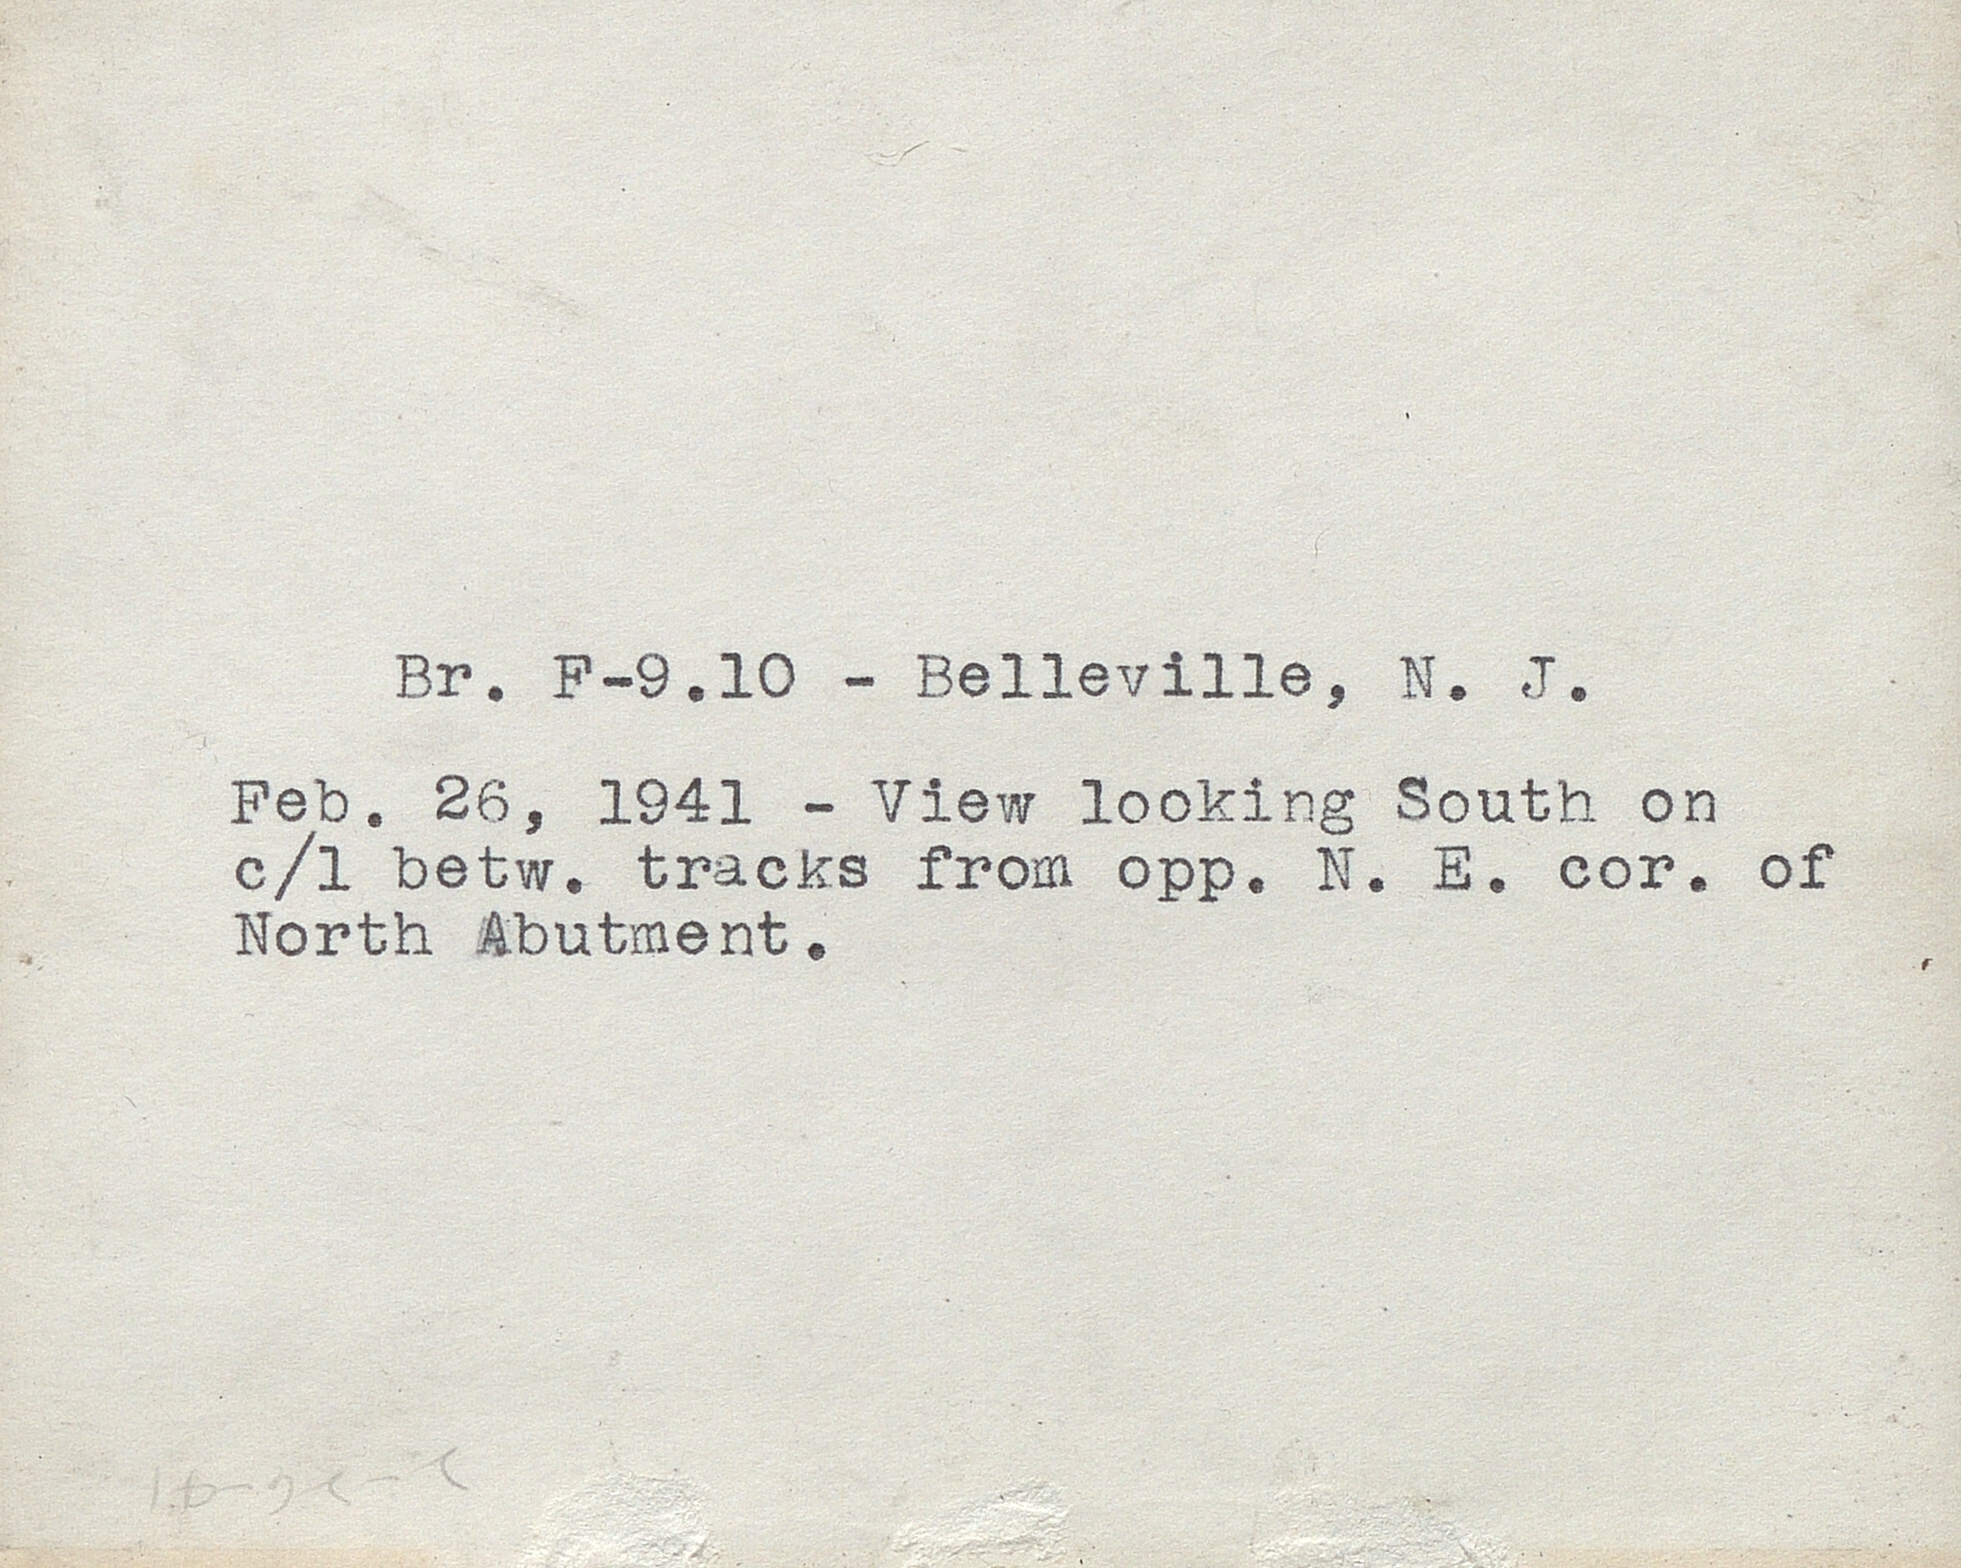 Br. F-9.10 - Belleville, N. J.
Feb. 26, 1941 - View looking South on
c/l betw. tracks from opp. N. E. cor. of
North Abutment.